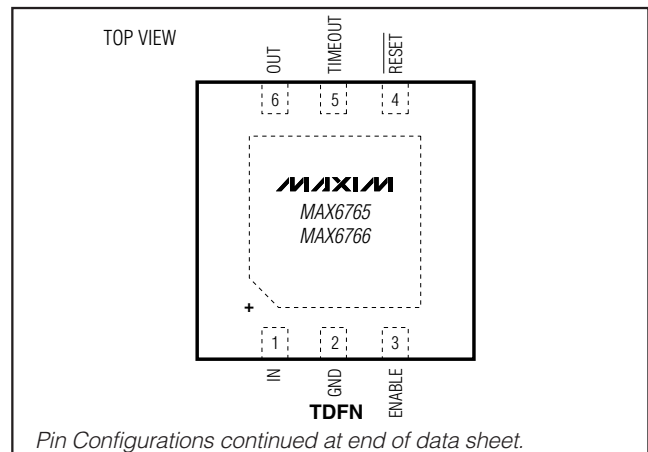 TOP VIEW
OUT
TIMEOUT
RESET
6 5 4
MAXIM
MAX6765
MAX6766
+
1 2 3
IN
GND
ENABLE
TDFN
Pin Configurations continued at end of data sheet.